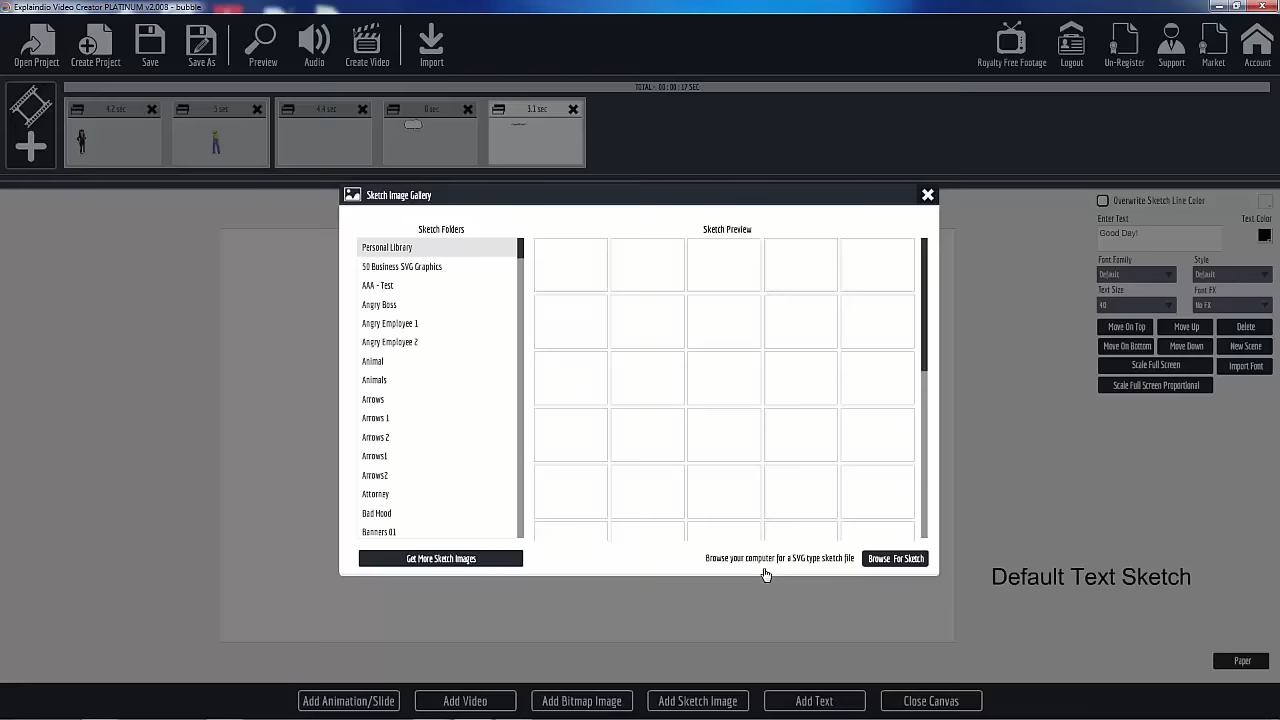 Explaindio Video Creator PLATINUM v2.008 - bubble
Open Project
Create Project
Save
Save As
Preview
Audio
Create Video
Import
Royalty Free Footage
Logout
Un-Register
Support
Market
Account
TOTAL - 00 : 00 : 17 SEC
4.2 sec
5 sec
4.4 sec
0 sec
3.1 sec
Sketch Image Gallery
Sketch Folders
Sketch Preview
Personal Library
50 Business SVG Graphics
AAA - Test
Angry Boss
Angry Employee 1
Angry Employee 2
Animal
Animals
Arrows
Arrows 1
Arrows 2
Arrows1
Arrows2
Attorney
Bad Mood
Banners 01
Get More Sketch Images
Browse your computer for a SVG type sketch file
Browse For Sketch
Overwrite Sketch Line Color
Enter Text
Text Color
Good Day!
Font Family
Style
Default
Default
Text Size
Font FX
40
No FX
Move On Top
Move Up
Delete
Move On Bottom
Move Down
New Scene
Scale Full Screen
Import Font
Scale Full Screen Proportional
Default Text Sketch
Paper
Add Animation/Slide
Add Video
Add Bitmap Image
Add Sketch Image
Add Text
Close Canvas